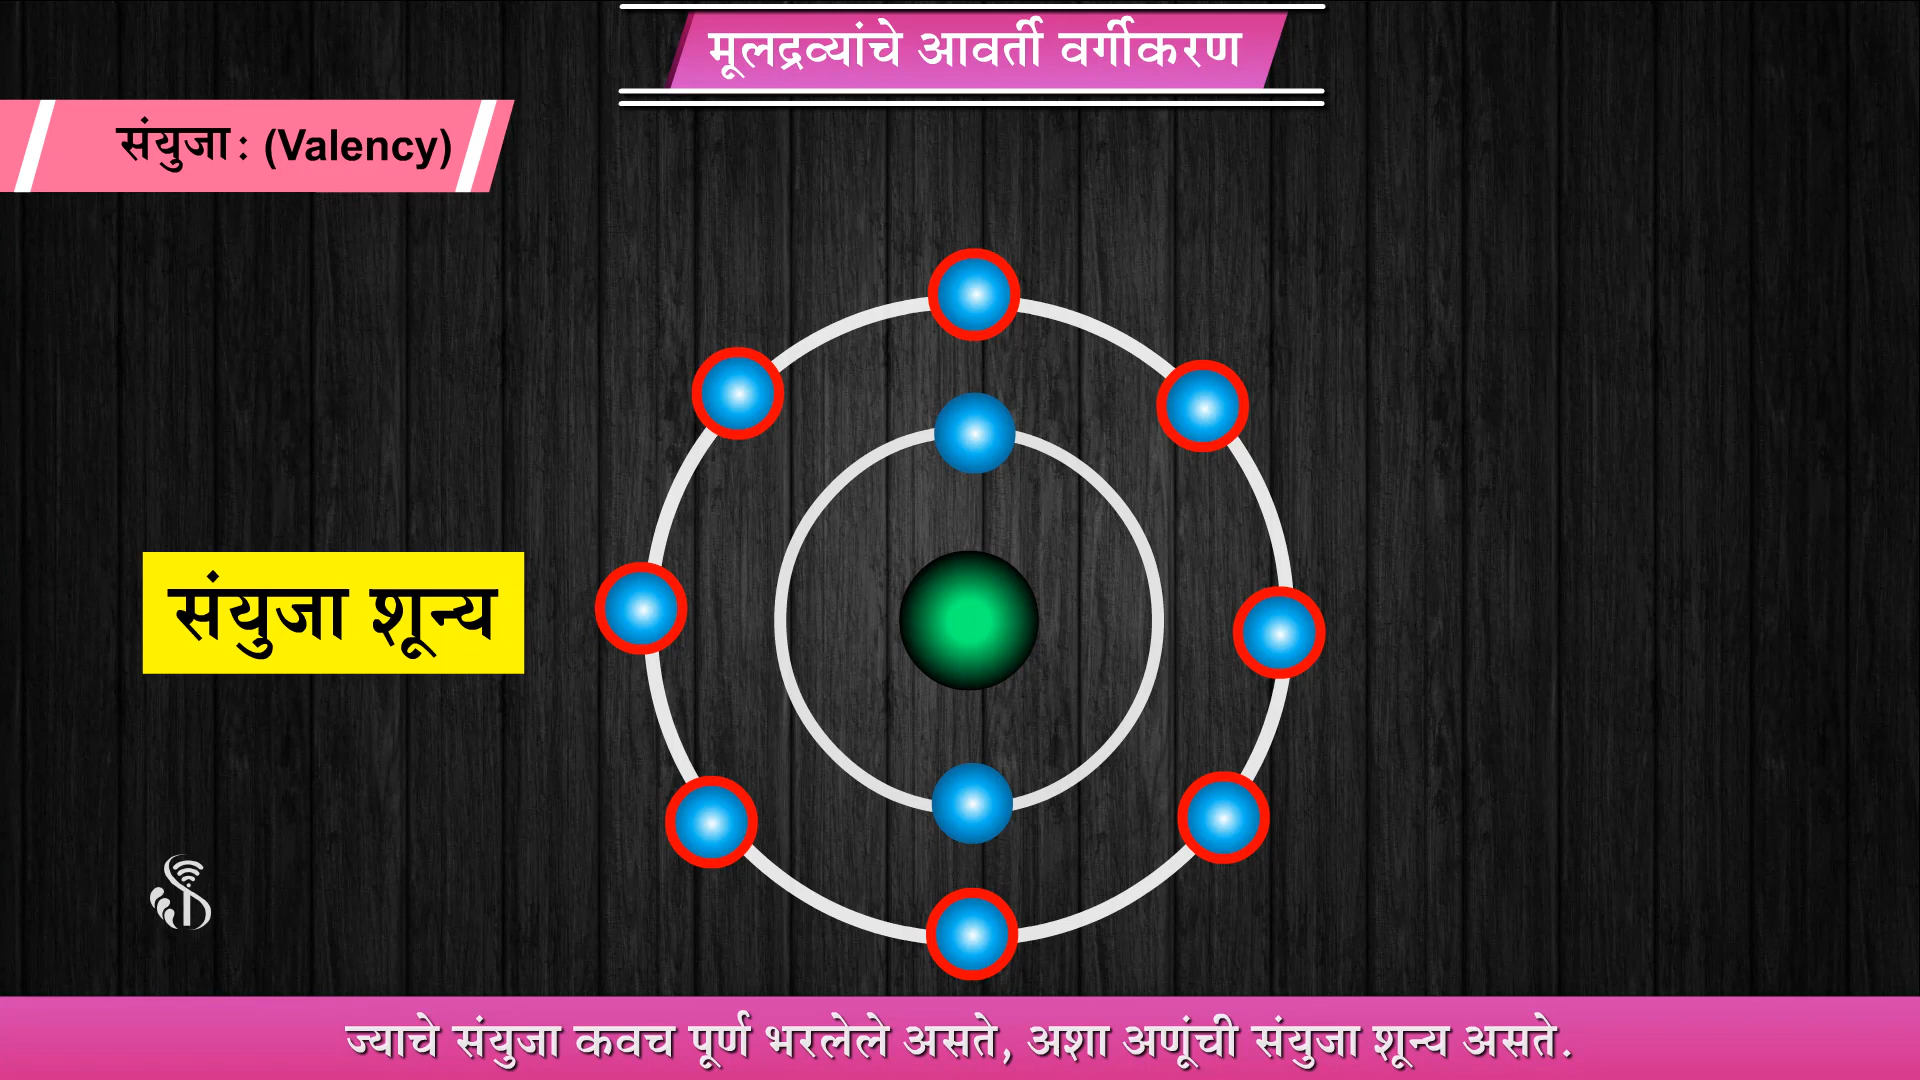 मूलद्रव्यांचे आवर्ती वर्गीकरण
संयुजा: (Valency)
संयुजा शून्य
ज्याचे संयुजा कवच पूर्ण भरलेले असते, अशा अणूंची संयुजा शून्य असते.